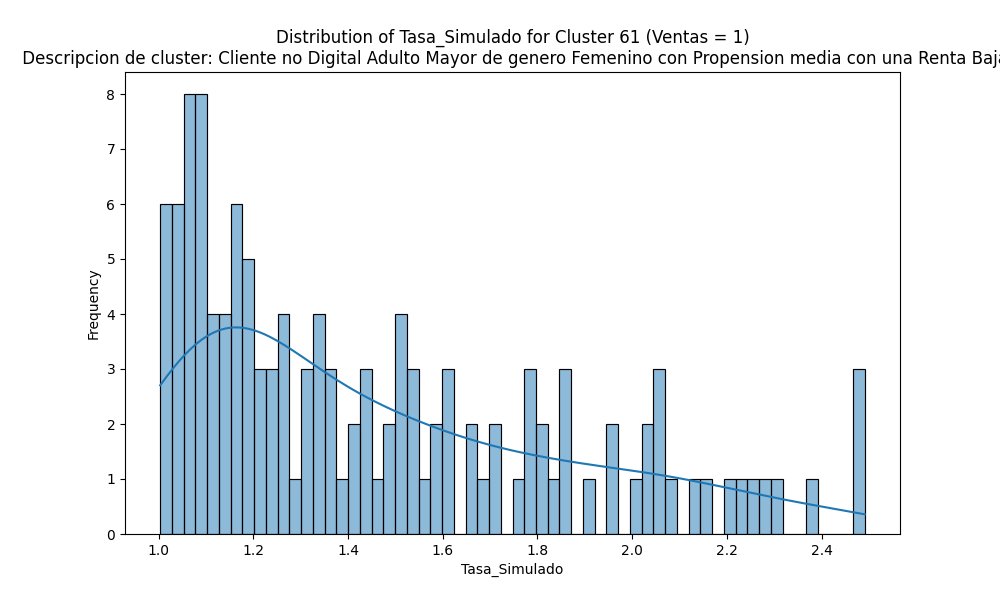 Distribution of Tasa_Simulado for Cluster 61 (Ventas = 1)
Descripcion de cluster: Cliente no Digital Adulto Mayor de genero Femenino con Propension media con una Renta Baja
8
7
6
5
4
3
2
1
0
Frequency
1.0 1.2 1.4 1.6 1.8 2.0 2.2 2.4
Tasa_Simulado